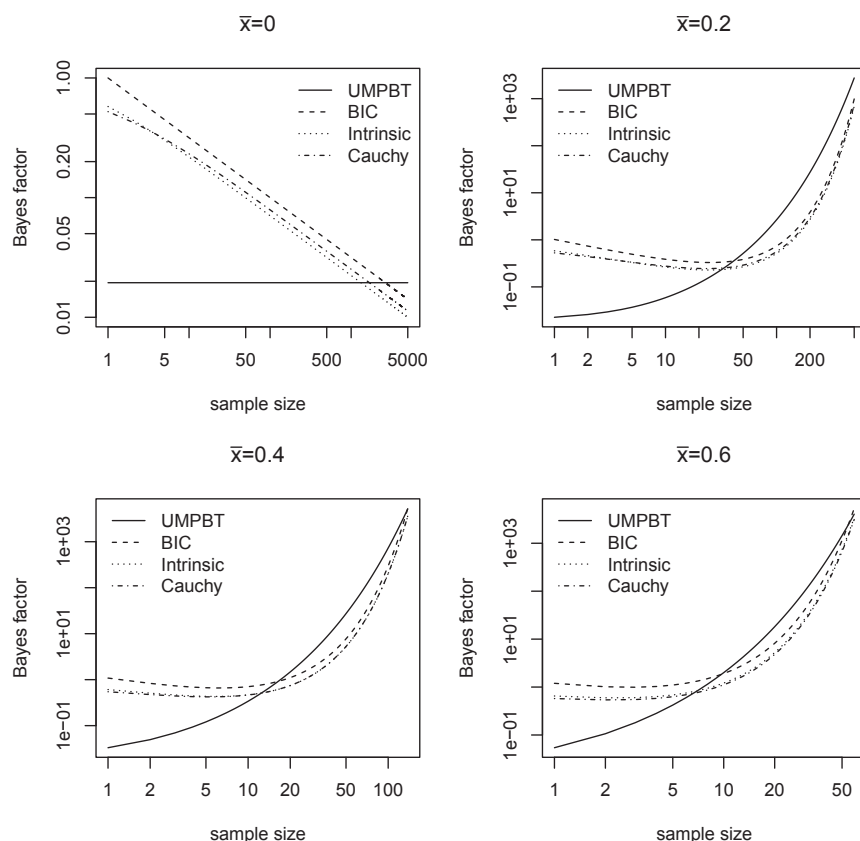 x̄=0
1.00
0.20
0.05
0.01
Bayes factor
UMPBT
BIC
Intrinsic
Cauchy
1
5
50
500
5000
sample size
x̄=0.2
1e+03
1e+01
1e−01
Bayes factor
UMPBT
BIC
Intrinsic
Cauchy
1
2
5
10
50
200
sample size
x̄=0.4
1e+03
1e+01
1e−01
Bayes factor
UMPBT
BIC
Intrinsic
Cauchy
1
2
5
10
20
50
100
sample size
x̄=0.6
1e+03
1e+01
1e−01
Bayes factor
UMPBT
BIC
Intrinsic
Cauchy
1
2
5
10
20
50
sample size